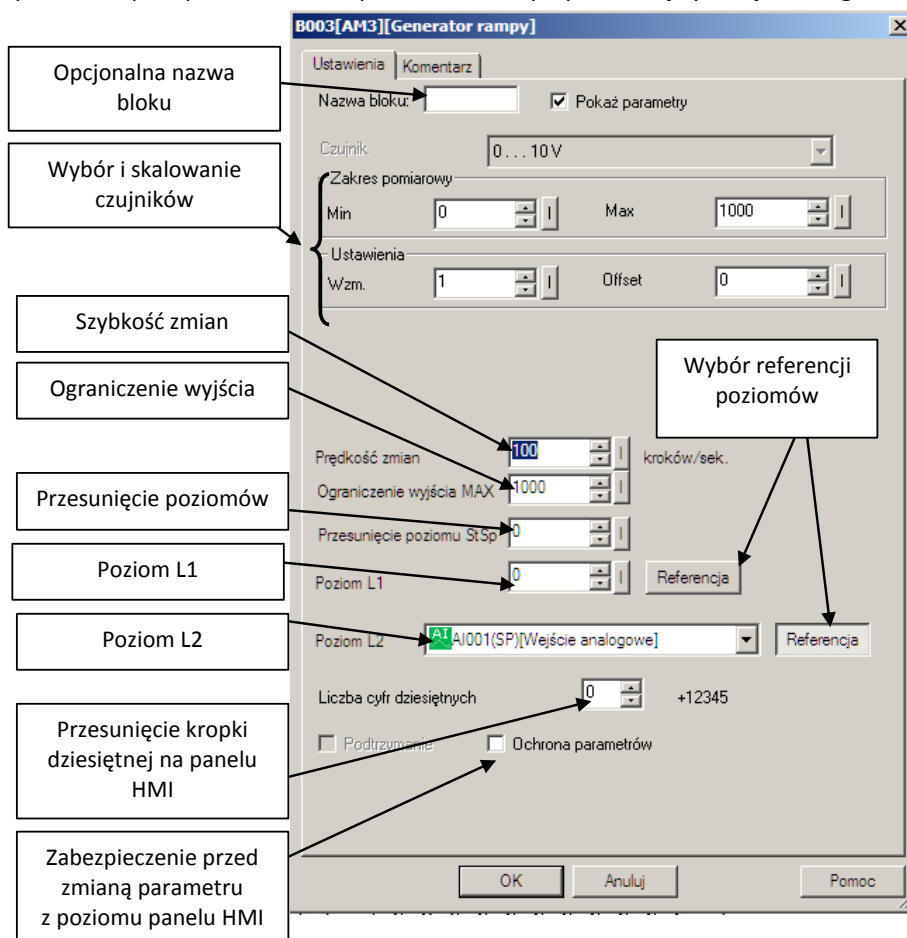 B003[AM3][Generator rampy]
Opcjonalna nazwa
bloku
Ustawienia Komentarz
Nazwa bloku: Pokaż parametry
Wybór i skalowanie
czujników
Czujnik 0...10 V
Zakres pomiarowy
Min 0 Max 1000
Ustawienia
Wzm. 1 Offset 0
Szybkość zmian
Ograniczenie wyjścia
Wybór referencji
poziomów
Prędkość zmian 100 kroków/sek.
Ograniczenie wyjścia MAX 1000
Przesunięcie poziomów
Przesunięcie poziomu StSp 0
Poziom L1
Poziom L1 0 Referencja
Poziom L2
Poziom L2 AI AI001(SP)[Wejście analogowe] Referencja
Liczba cyfr dziesiętnych 0 +12345
Przesunięcie kropki
dziesiętnej na panelu
HMI
Podtrzymanie Ochrona parametrów
Zabezpieczenie przed
zmianą parametru
z poziomu panelu HMI
OK Anuluj Pomoc